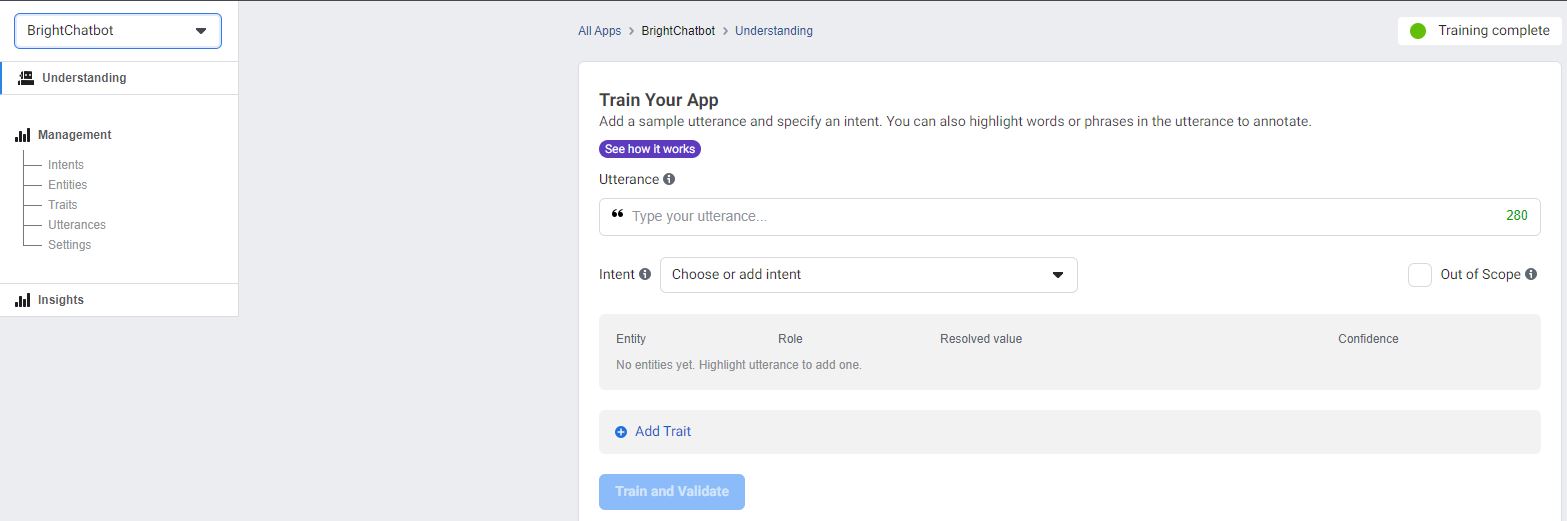 BrightChatbot
Understanding
Management
Intents
Entities
Traits
Utterances
Settings
Insights
All Apps > BrightChatbot > Understanding
Training complete
Train Your App
Add a sample utterance and specify an intent. You can also highlight words or phrases in the utterance to annotate.
See how it works
Utterance
❝ Type your utterance... 280
Intent Choose or add intent Out of Scope
Entity Role Resolved value Confidence
No entities yet. Highlight utterance to add one.
Add Trait
Train and Validate